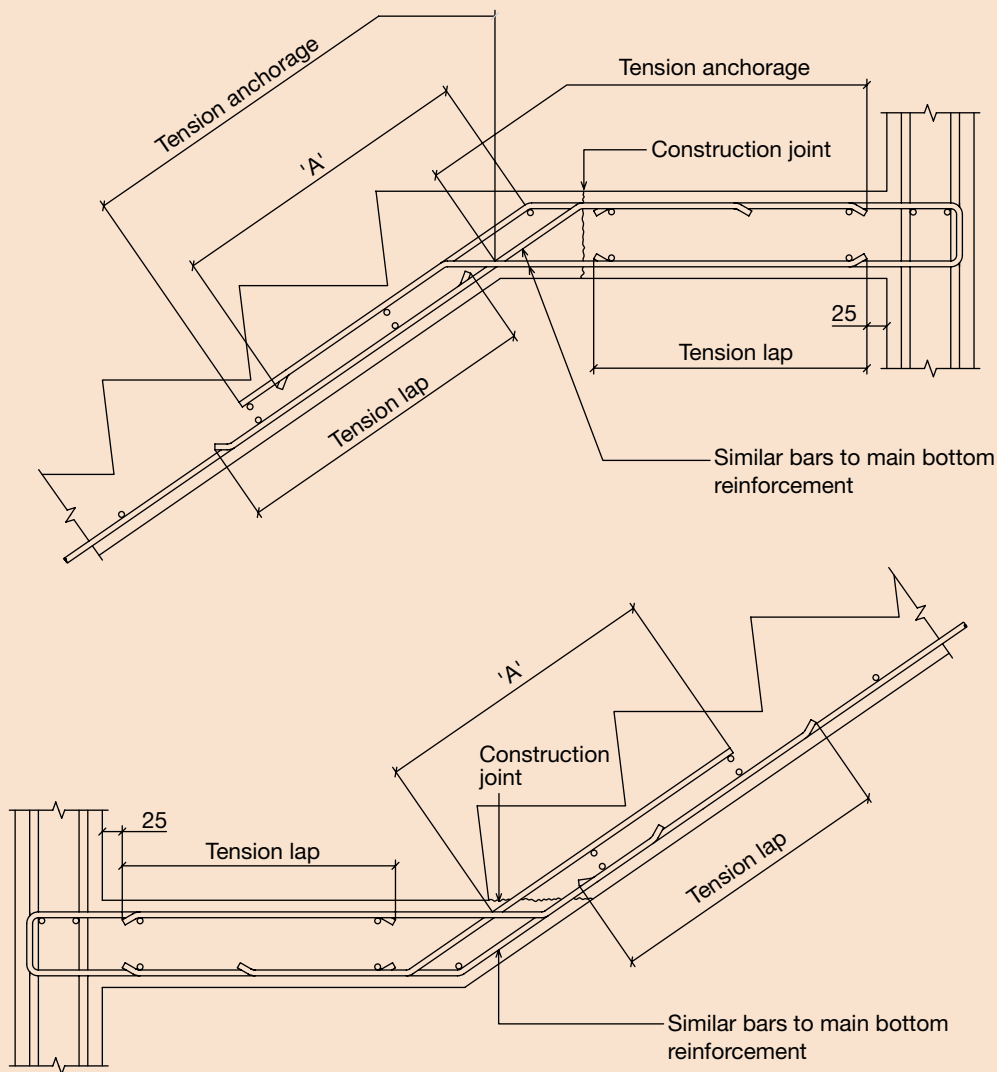 Tension anchorage
Tension anchorage
'A'
Construction joint
25
Tension lap
Tension lap
Similar bars to main bottom
reinforcement
'A'
Construction
joint
25
Tension lap
Tension lap
Similar bars to main bottom
reinforcement